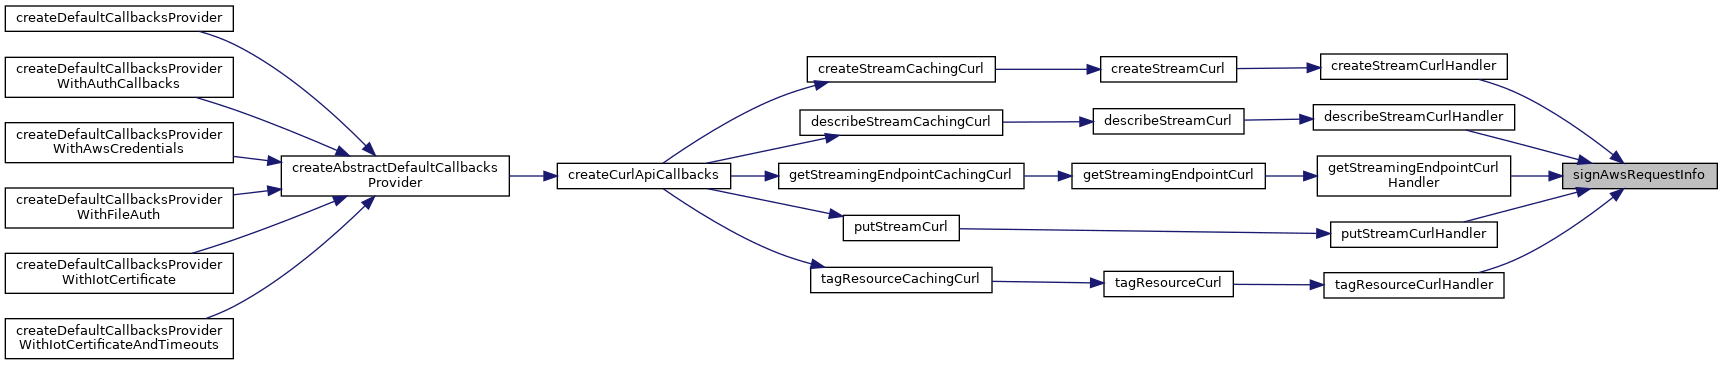 createDefaultCallbacksProvider
createDefaultCallbacksProvider
WithAuthCallbacks
createDefaultCallbacksProvider
WithAwsCredentials
createDefaultCallbacksProvider
WithFileAuth
createDefaultCallbacksProvider
WithIotCertificate
createDefaultCallbacksProvider
WithIotCertificateAndTimeouts
createAbstractDefaultCallbacks
Provider
createCurlApiCallbacks
createStreamCachingCurl
describeStreamCachingCurl
getStreamingEndpointCachingCurl
putStreamCurl
tagResourceCachingCurl
createStreamCurl
describeStreamCurl
getStreamingEndpointCurl
tagResourceCurl
createStreamCurlHandler
describeStreamCurlHandler
getStreamingEndpointCurl
Handler
putStreamCurlHandler
tagResourceCurlHandler
signAwsRequestInfo